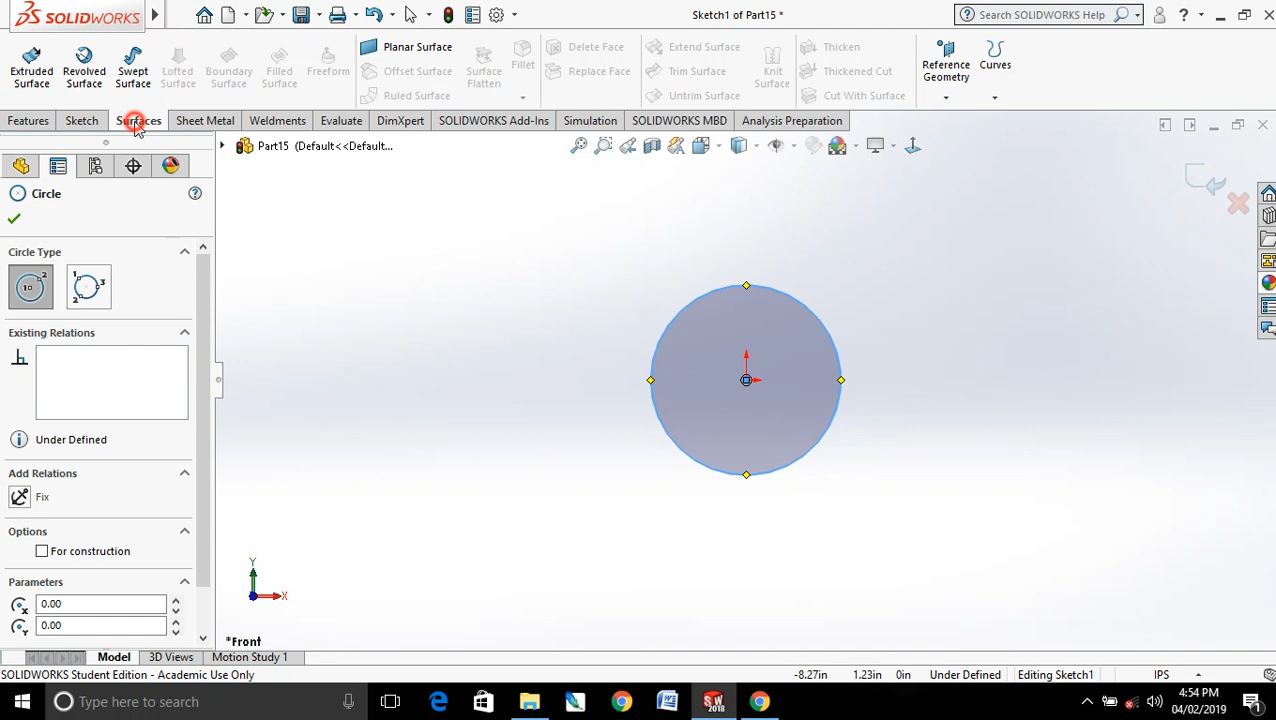 SOLIDWORKS
Sketch1 of Part15 *
Search SOLIDWORKS Help
?
Extruded Surface
Revolved Surface
Swept Surface
Lofted Surface
Boundary Surface
Filled Surface
Freeform
Planar Surface
Offset Surface
Ruled Surface
Surface Flatten
Fillet
Delete Face
Replace Face
Extend Surface
Trim Surface
Untrim Surface
Knit Surface
Thicken
Thickened Cut
Cut With Surface
Reference Geometry
Curves
Features Sketch Surfaces Sheet Metal Weldments Evaluate DimXpert SOLIDWORKS Add-Ins Simulation SOLIDWORKS MBD Analysis Preparation
Part15 (Default<<Default...
Circle
Circle Type
Existing Relations
Under Defined
Add Relations
Fix
Options
For construction
Parameters
0.00
0.00
Y
X
*Front
Model 3D Views Motion Study 1
SOLIDWORKS Student Edition - Academic Use Only
-8.27in 1.23in 0in Under Defined Editing Sketch1 IPS
Type here to search
4:54 PM
04/02/2019